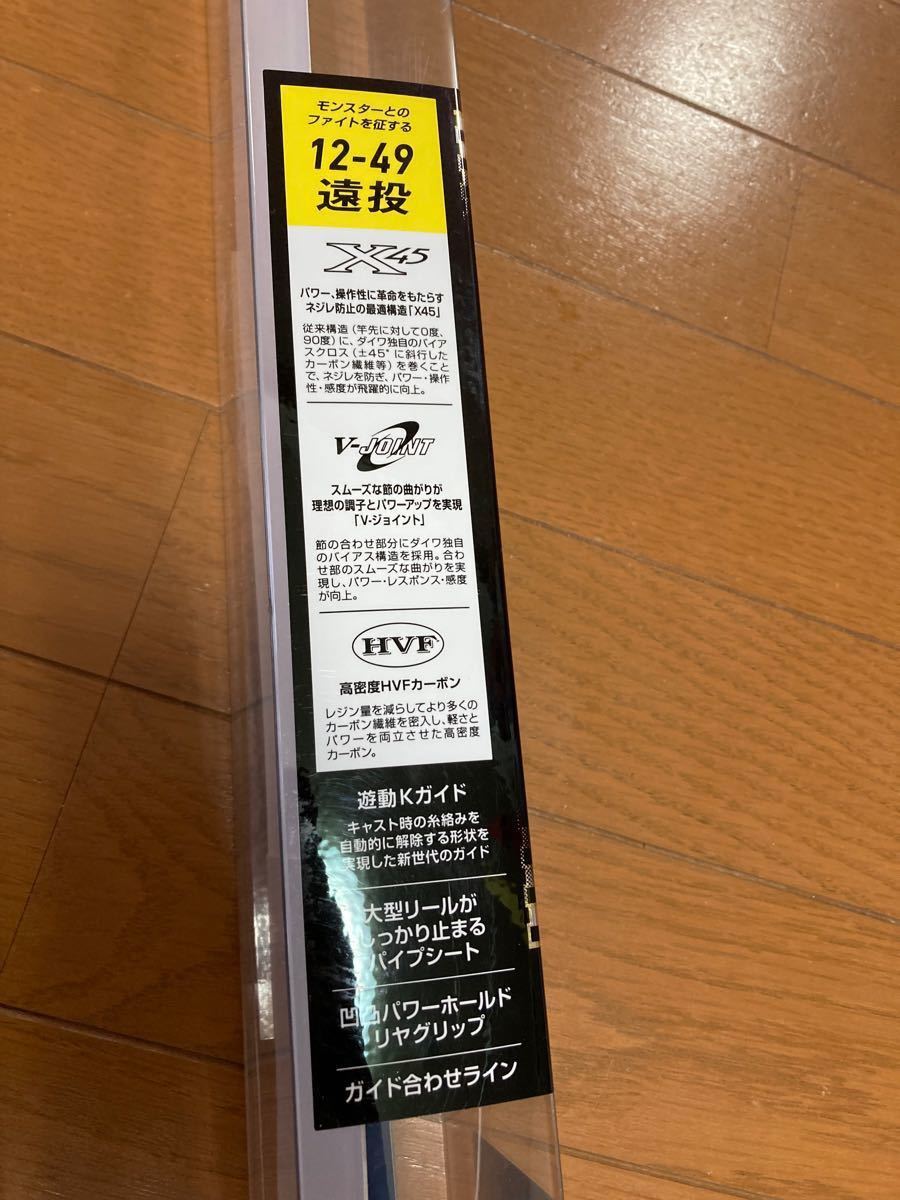 モンスターとの
ファイトを征する
12-49
遠投
X45
パワー、操作性に革命をもたらす
ネジレ防止の最適構造「X45」
従来構造(竿先に対して0度、
90度)に、ダイワ独自のバイア
スクロス(±45°に斜行した
カーボン繊維等)を巻くこと
で、ネジレを防ぎ、パワー・操作
性・感度が飛躍的に向上。
V-JOINT
スムーズな節の曲がりが
理想の調子とパワーアップを実現
「V-ジョイント」
節の合わせ部分にダイワ独自
のバイアス構造を採用。合わ
せ部のスムーズな曲がりを実
現し、パワー・レスポンス・感度
が向上。
HVF
高密度HVFカーボン
レジン量を減らしてより多くの
カーボン繊維を密入し、軽さと
パワーを両立させた高密度
カーボン。
遊動Kガイド
キャスト時の糸絡みを
自動的に解除する形状を
実現した新世代のガイド
大型リールが
しっかり止まる
パイプシート
凹凸パワーホールド
リヤグリップ
ガイド合わせライン